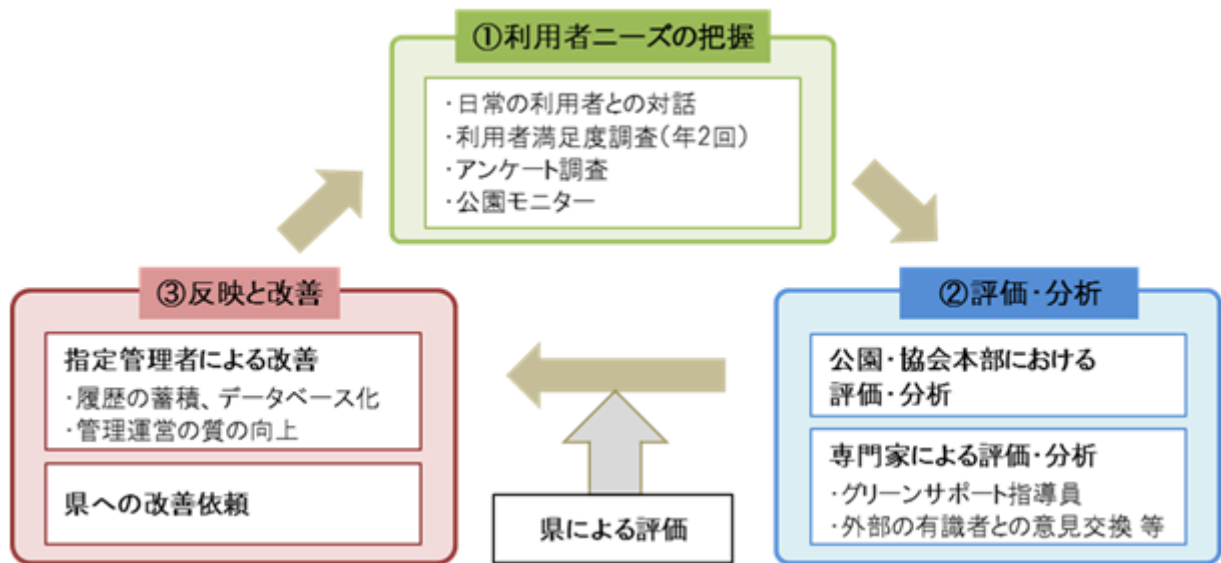 ①利用者ニーズの把握
・日常の利用者との対話
・利用者満足度調査（年2回）
・アンケート調査
・公園モニター
②評価・分析
公園・協会本部における
評価・分析
専門家による評価・分析
・グリーンサポート指導員
・外部の有識者との意見交換 等
③反映と改善
指定管理者による改善
・履歴の蓄積、データベース化
・管理運営の質の向上
県への改善依頼
県による評価